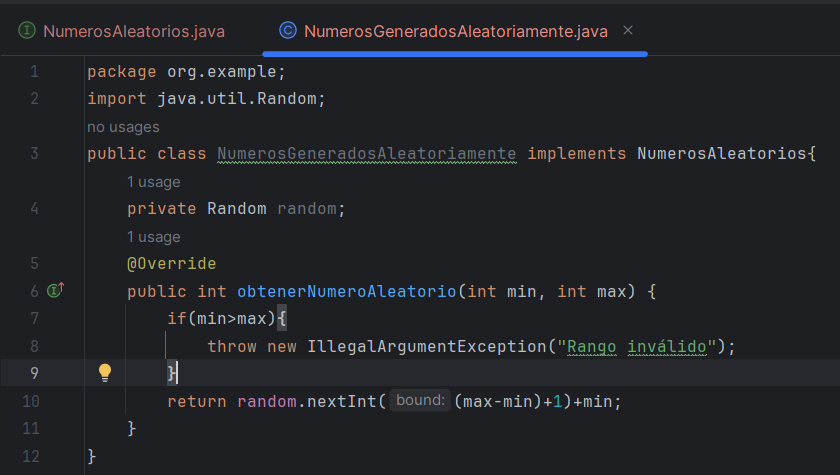 NumerosAleatorios.java NumerosGeneradosAleatoriamente.java
1 package org.example;
2 import java.util.Random;
no usages
3 public class NumerosGeneradosAleatoriamente implements NumerosAleatorios{
1 usage
4 private Random random;
1 usage
5 @Override
6 public int obtenerNumeroAleatorio(int min, int max) {
7 if(min>max){
8 throw new IllegalArgumentException("Rango inválido");
9 }
10 return random.nextInt( bound: (max-min)+1)+min;
11 }
12 }